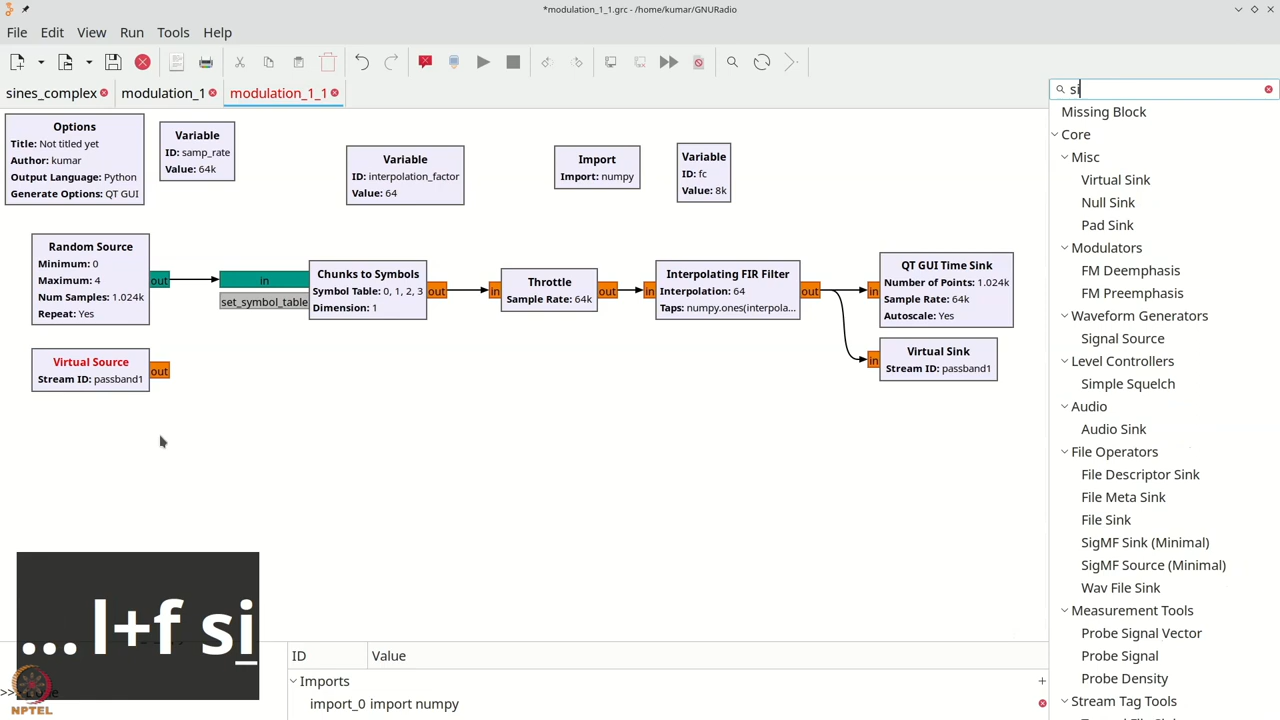 *modulation_1_1.grc - /home/kumar/GNURadio
File Edit View Run Tools Help
sines_complex modulation_1 modulation_1_1
si
Options
Title: Not titled yet
Author: kumar
Output Language: Python
Generate Options: QT GUI
Variable
ID: samp_rate
Value: 64k
Variable
ID: interpolation_factor
Value: 64
Import
Import: numpy
Variable
ID: fc
Value: 8k
Random Source
Minimum: 0
Maximum: 4
Num Samples: 1.024k
Repeat: Yes
out
in
set_symbol_table
Chunks to Symbols
Symbol Table: 0, 1, 2, 3
Dimension: 1
out
in
Throttle
Sample Rate: 64k
out
in
Interpolating FIR Filter
Interpolation: 64
Taps: numpy.ones(interpola...
out
in
QT GUI Time Sink
Number of Points: 1.024k
Sample Rate: 64k
Autoscale: Yes
in
Virtual Sink
Stream ID: passband1
Virtual Source
Stream ID: passband1
out
Missing Block
Core
Misc
Virtual Sink
Null Sink
Pad Sink
Modulators
FM Deemphasis
FM Preemphasis
Waveform Generators
Signal Source
Level Controllers
Simple Squelch
Audio
Audio Sink
File Operators
File Descriptor Sink
File Meta Sink
File Sink
SigMF Sink (Minimal)
SigMF Source (Minimal)
Wav File Sink
Measurement Tools
Probe Signal Vector
Probe Signal
Probe Density
Stream Tag Tools
... l+f si
NPTEL
ID Value
Imports
import_0 import numpy